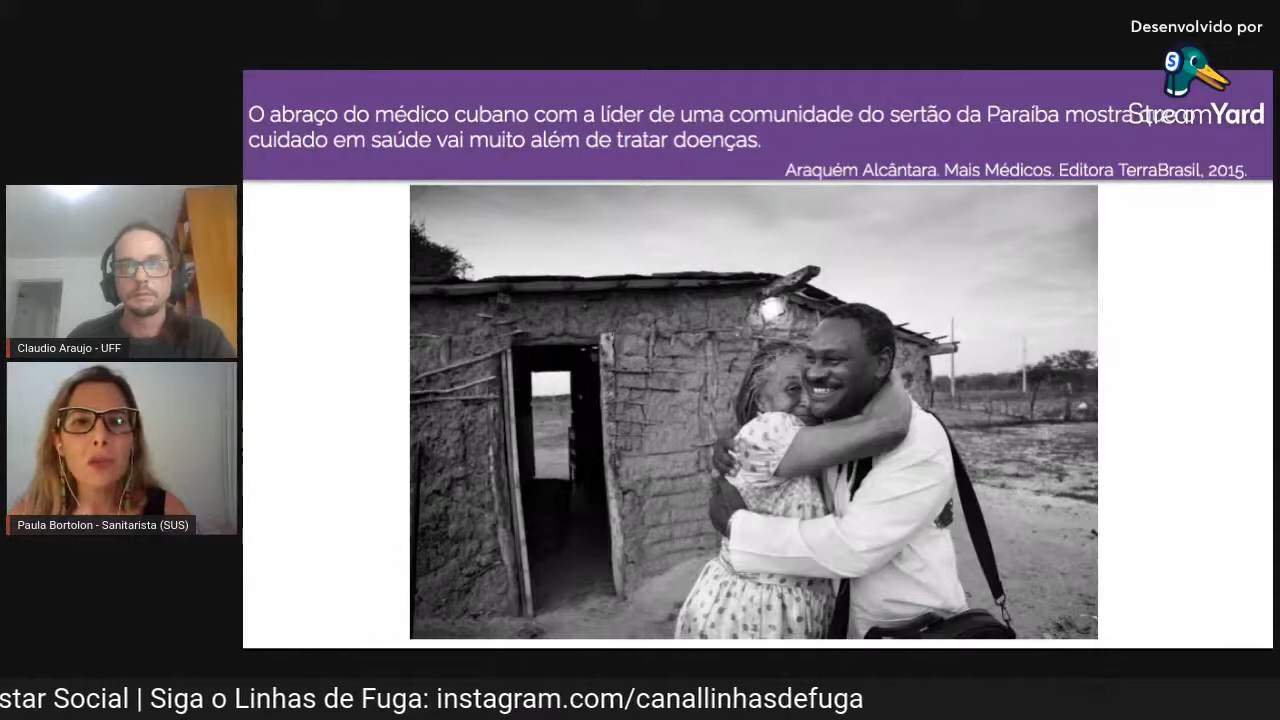 Desenvolvido por
StreamYard
O abraço do médico cubano com a líder de uma comunidade do sertão da Paraíba mostra que o
cuidado em saúde vai muito além de tratar doenças.
Araquém Alcântara. Mais Médicos. Editora TerraBrasil, 2015.
Claudio Araujo - UFF
Paula Bortolon - Sanitarista (SUS)
star Social | Siga o Linhas de Fuga: instagram.com/canallinhasdefuga